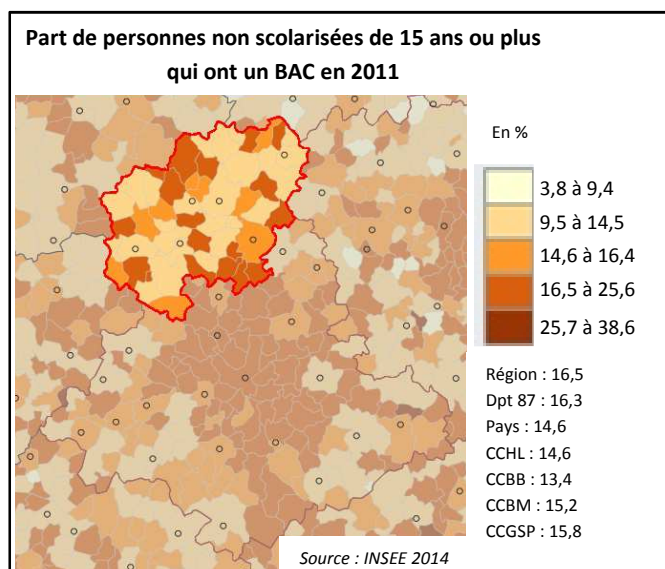 Part de personnes non scolarisées de 15 ans ou plus
qui ont un BAC en 2011
En %
3,8 à 9,4
9,5 à 14,5
14,6 à 16,4
16,5 à 25,6
25,7 à 38,6
Région : 16,5
Dpt 87 : 16,3
Pays : 14,6
CCHL : 14,6
CCBB : 13,4
CCBM : 15,2
CCGSP : 15,8
Source : INSEE 2014